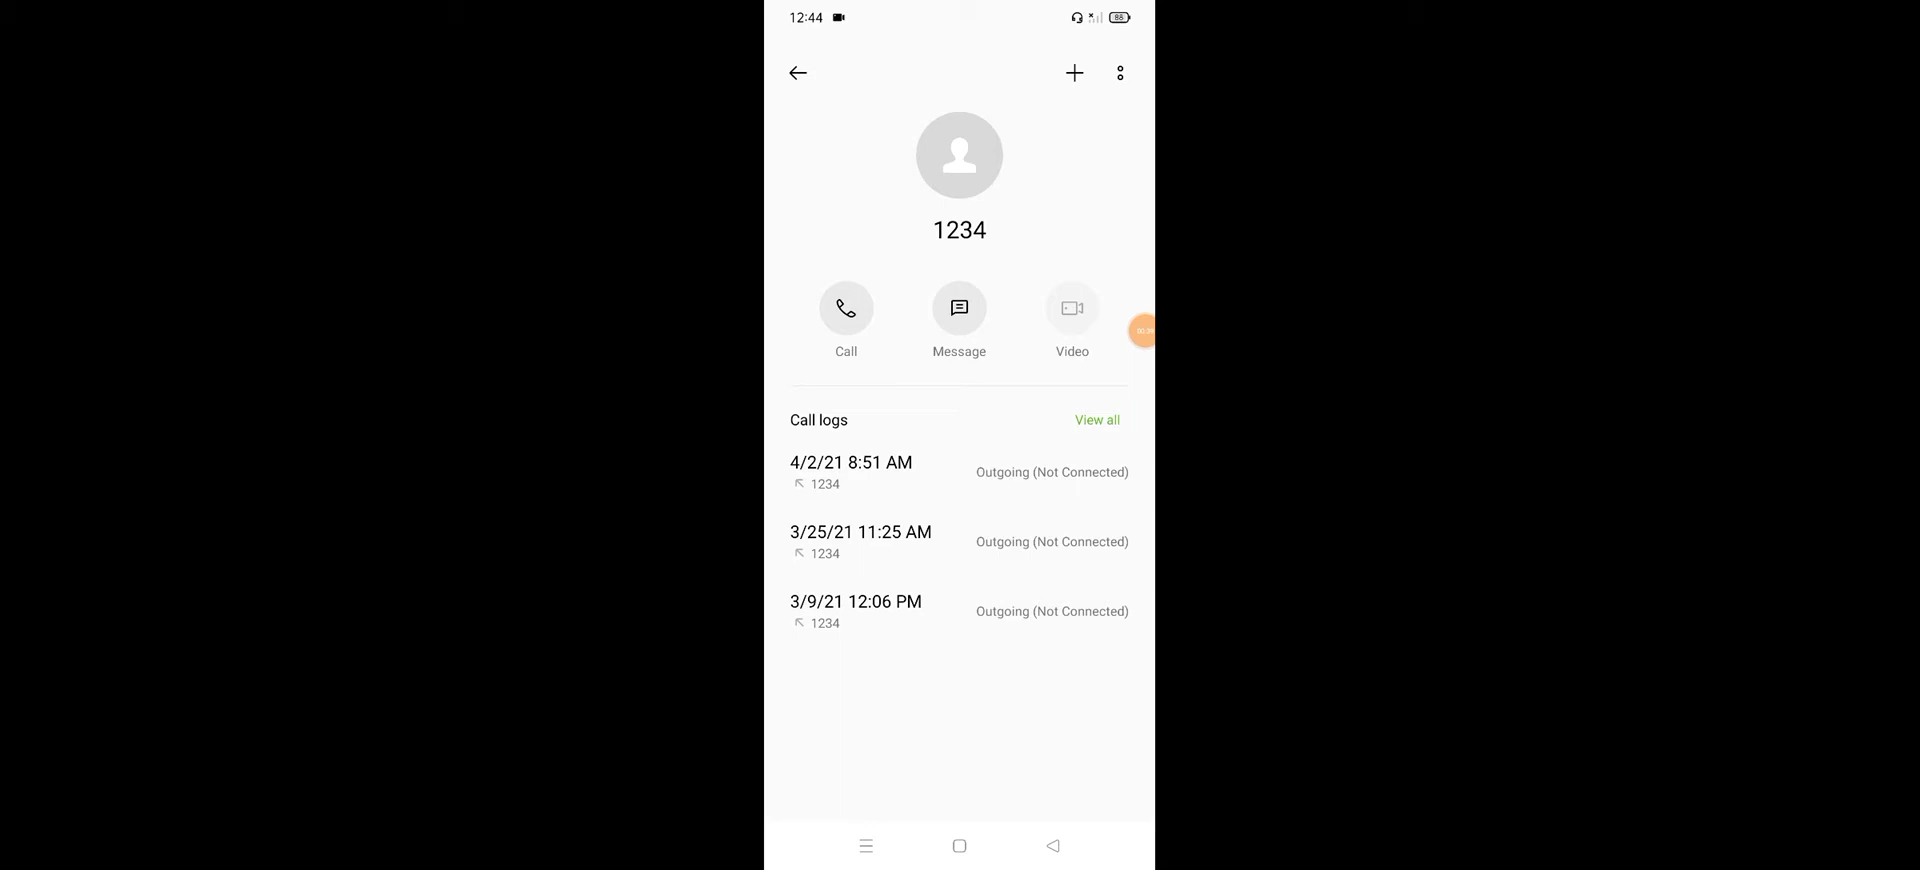 12:44
88
1234
Call
Message
Video
Call logs
View all
4/2/21 8:51 AM
1234
Outgoing (Not Connected)
3/25/21 11:25 AM
1234
Outgoing (Not Connected)
3/9/21 12:06 PM
1234
Outgoing (Not Connected)